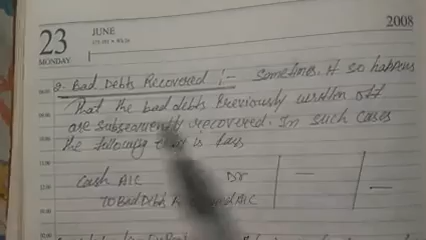 23
MONDAY
JUNE
2008
2- Bad Debts Recovered :- Sometimes, it so happens
That the bad debts previously written off
are subsequently recovered. In such cases
the following is
Cash A/C Dr
To Bad Debts A/C